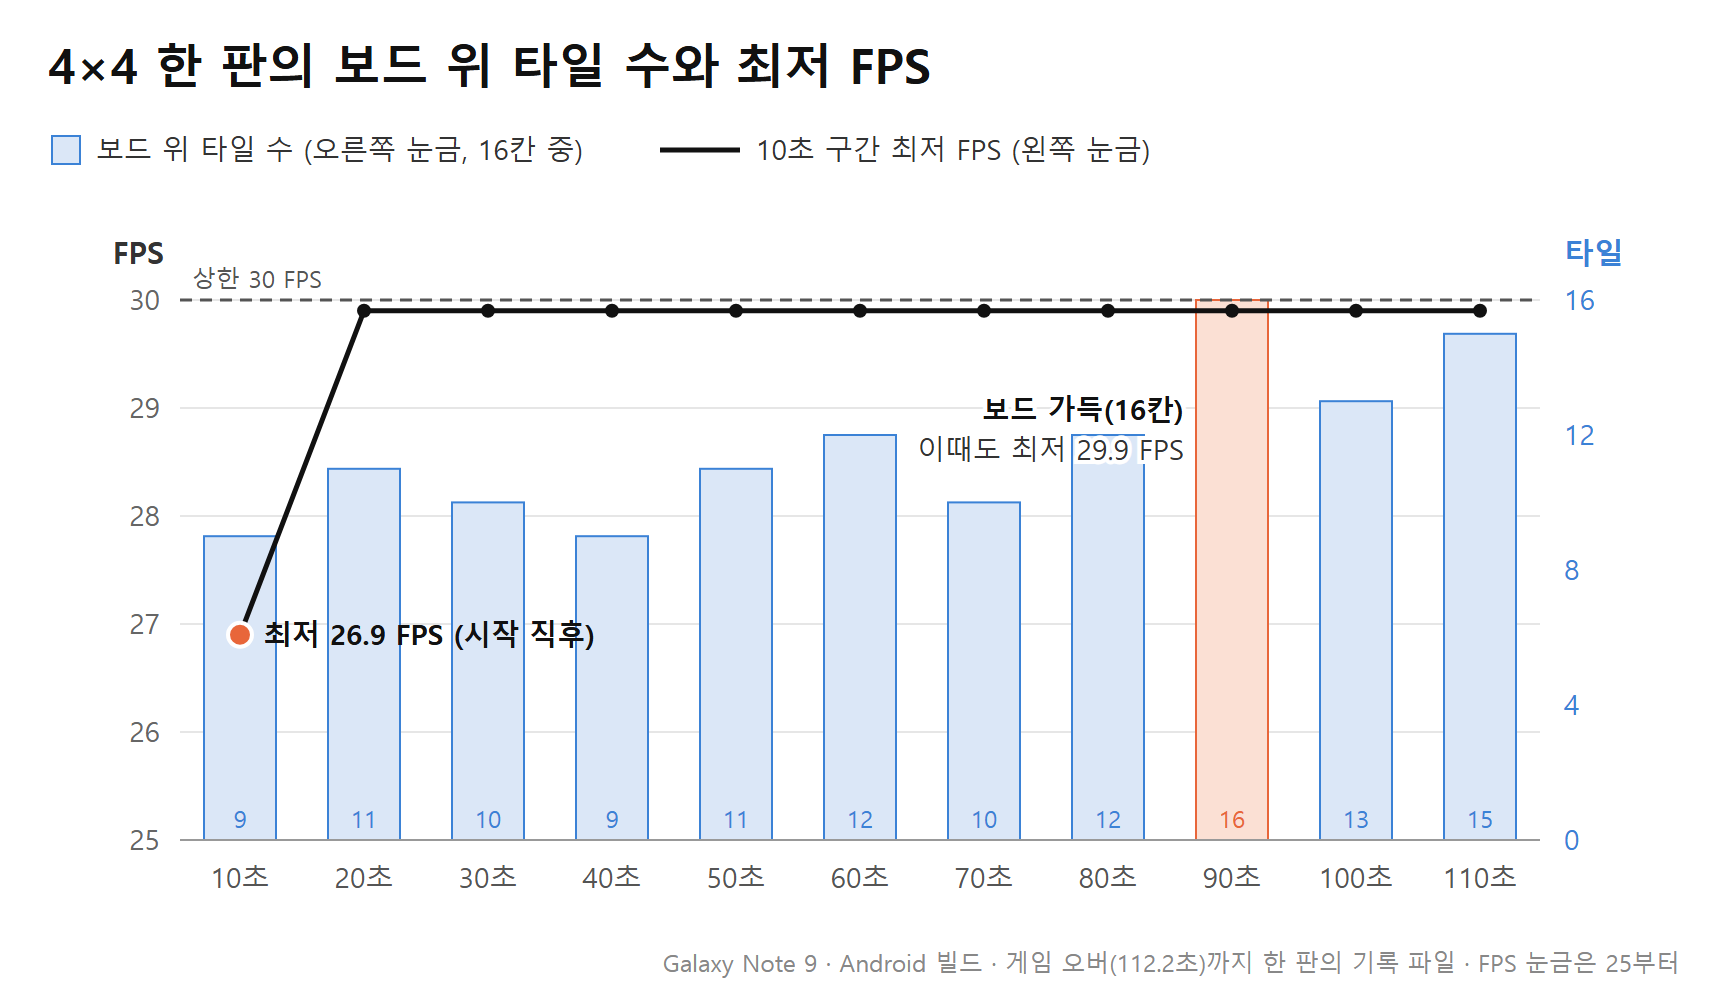 4×4 한 판의 보드 위 타일 수와 최저 FPS
보드 위 타일 수 (오른쪽 눈금, 16칸 중)
10초 구간 최저 FPS (왼쪽 눈금)
FPS
타일
상한 30 FPS
30
16
29
보드 가득(16칸)
12
이때도 최저 29.9 FPS
28
8
27
최저 26.9 FPS (시작 직후)
26
4
9 11 10 9 11 12 10 12 16 13 15
25
0
10초 20초 30초 40초 50초 60초 70초 80초 90초 100초 110초
Galaxy Note 9 · Android 빌드 · 게임 오버(112.2초)까지 한 판의 기록 파일 · FPS 눈금은 25부터